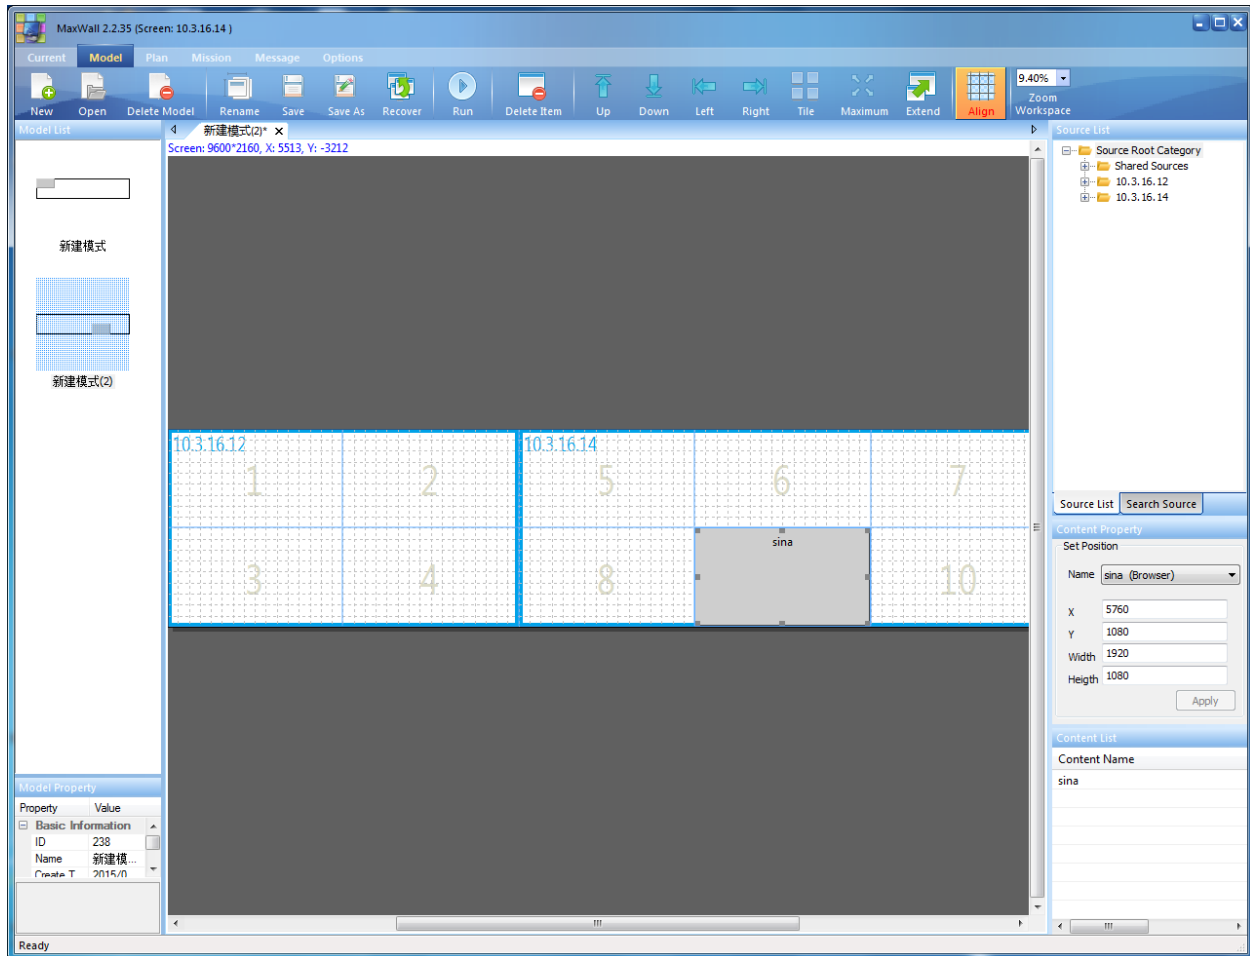 MaxWall 2.2.35 (Screen: 10.3.16.14 )
Current Model Plan Mission Message Options
New Open Delete Model Rename Save Save As Recover Run Delete Item Up Down Left Right Tile Maximum Extend Align 9.40% Zoom Workspace
Model List
新建模式
新建模式(2)
新建模式(2)*
Screen: 9600*2160, X: 5513, Y: -3212
10.3.16.12
10.3.16.14
1 2 5 6 7
3 4 8 sina 10
Source List
Source Root Category
Shared Sources
10.3.16.12
10.3.16.14
Source List Search Source
Content Property
Set Position
Name sina (Browser)
X 5760
Y 1080
Width 1920
Heigth 1080
Apply
Content List
Content Name
sina
Model Property
Property Value
Basic Information
ID 238
Name 新建模...
Create T 2015/0
Ready